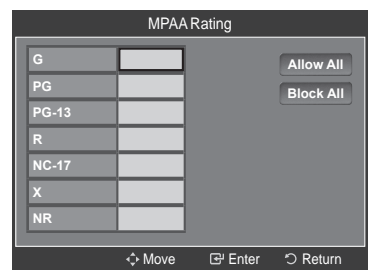 MPAA Rating
G
PG
PG-13
R
NC-17
X
NR
Allow All
Block All
Move Enter Return